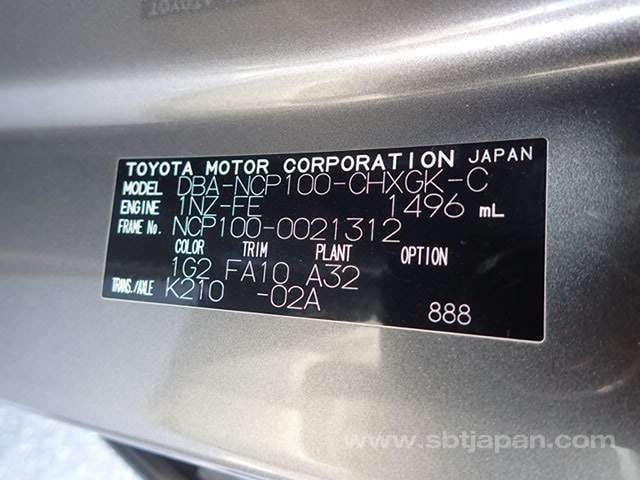 TOYOTA MOTOR CORPORATION JAPAN
MODEL DBA-NCP100-CHXGK-C
ENGINE 1NZ-FE 1496 mL
FRAME No. NCP100-0021312
COLOR TRIM PLANT OPTION
1G2 FA10 A32
TRANS./AXLE K210 -02A
888
www.sbtjapan.com